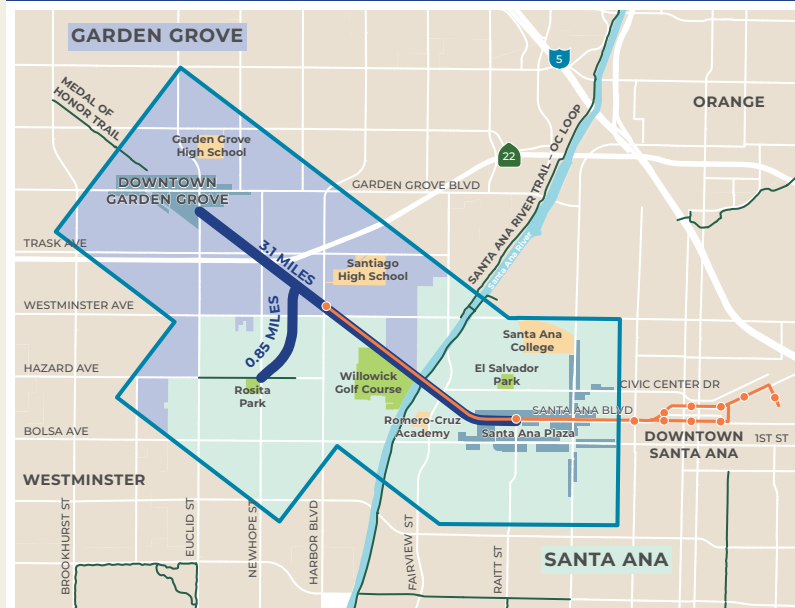 GARDEN GROVE
5
MEDAL OF
HONOR TRAIL
ORANGE
Garden Grove
High School
22
SANTA ANA RIVER TRAIL - OC LOOP
DOWNTOWN
GARDEN GROVE
GARDEN GROVE BLVD
TRASK AVE
3.1 MILES
Santiago
High School
Santa Ana River
WESTMINSTER AVE
0.85 MILES
Santa Ana
College
HAZARD AVE
Willowick
Golf Course
El Salvador
Park
CIVIC CENTER DR
Rosita
Park
SANTA ANA BLVD
Romero-Cruz
Academy
Santa Ana Plaza
BOLSA AVE
DOWNTOWN
SANTA ANA
1ST ST
WESTMINSTER
BROOKHURST ST
EUCLID ST
NEWHOPE ST
HARBOR BLVD
FAIRVIEW ST
RAITT ST
SANTA ANA